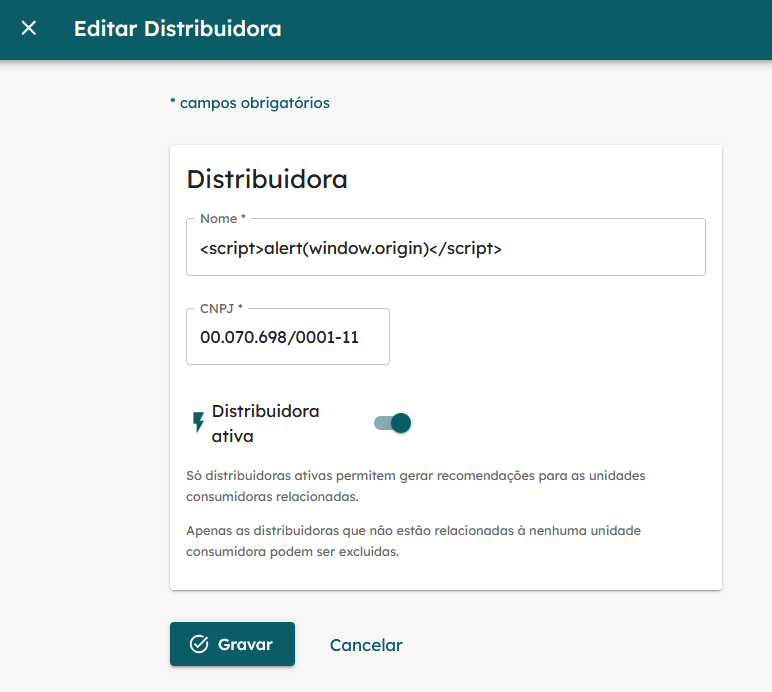 Editar Distribuidora
* campos obrigatórios
Distribuidora
Nome *
<script>alert(window.origin)</script>
CNPJ *
00.070.698/0001-11
Distribuidora
ativa
Só distribuidoras ativas permitem gerar recomendações para as unidades
consumidoras relacionadas.
Apenas as distribuidoras que não estão relacionadas à nenhuma unidade
consumidora podem ser excluídas.
Gravar
Cancelar